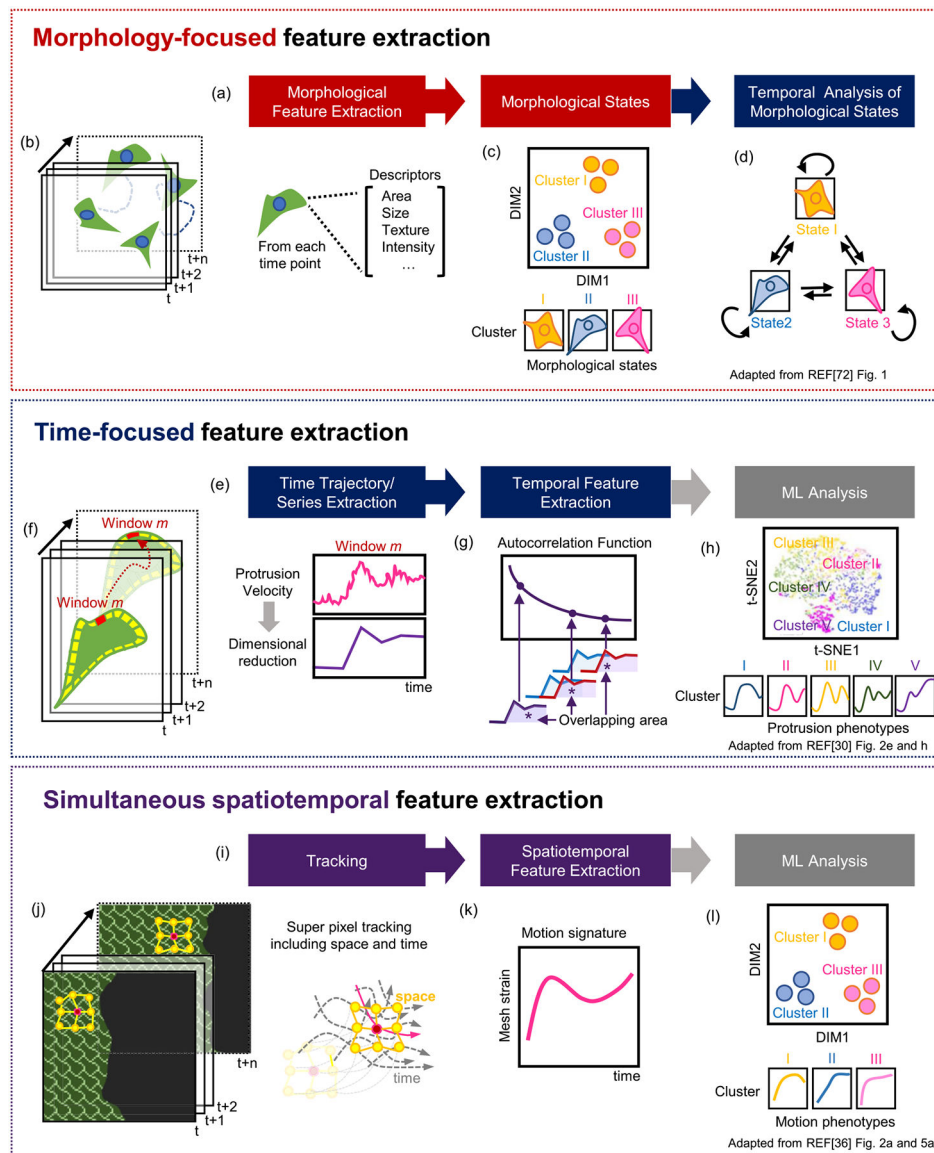 Morphology-focused feature extraction
(a)
Morphological
Feature Extraction
Morphological States
Temporal Analysis of
Morphological States
(b)
t+n
t+2
t+1
t
From each
time point
Descriptors
Area
Size
Texture
Intensity
...
(c)
DIM2
Cluster I
Cluster III
Cluster II
DIM1
I II III
Cluster
Morphological states
(d)
State I
State2
State 3
Adapted from REF[72] Fig. 1
Time-focused feature extraction
(e)
Time Trajectory/
Series Extraction
Temporal Feature
Extraction
ML Analysis
(f)
Window m
Window m
t+n
t+2
t+1
t
Window m
Protrusion
Velocity
Dimensional
reduction
time
(g)
Autocorrelation Function
*
*
*
Overlapping area
(h)
t-SNE2
Cluster III
Cluster II
Cluster IV
Cluster V
Cluster I
t-SNE1
I II III IV V
Cluster
Protrusion phenotypes
Adapted from REF[30] Fig. 2e and h
Simultaneous spatiotemporal feature extraction
(i)
Tracking
Spatiotemporal
Feature Extraction
ML Analysis
(j)
t+n
t+2
t+1
t
Super pixel tracking
including space and time
space
time
(k)
Motion signature
Mesh strain
time
(l)
DIM2
Cluster I
Cluster III
Cluster II
DIM1
I II III
Cluster
Motion phenotypes
Adapted from REF[36] Fig. 2a and 5a